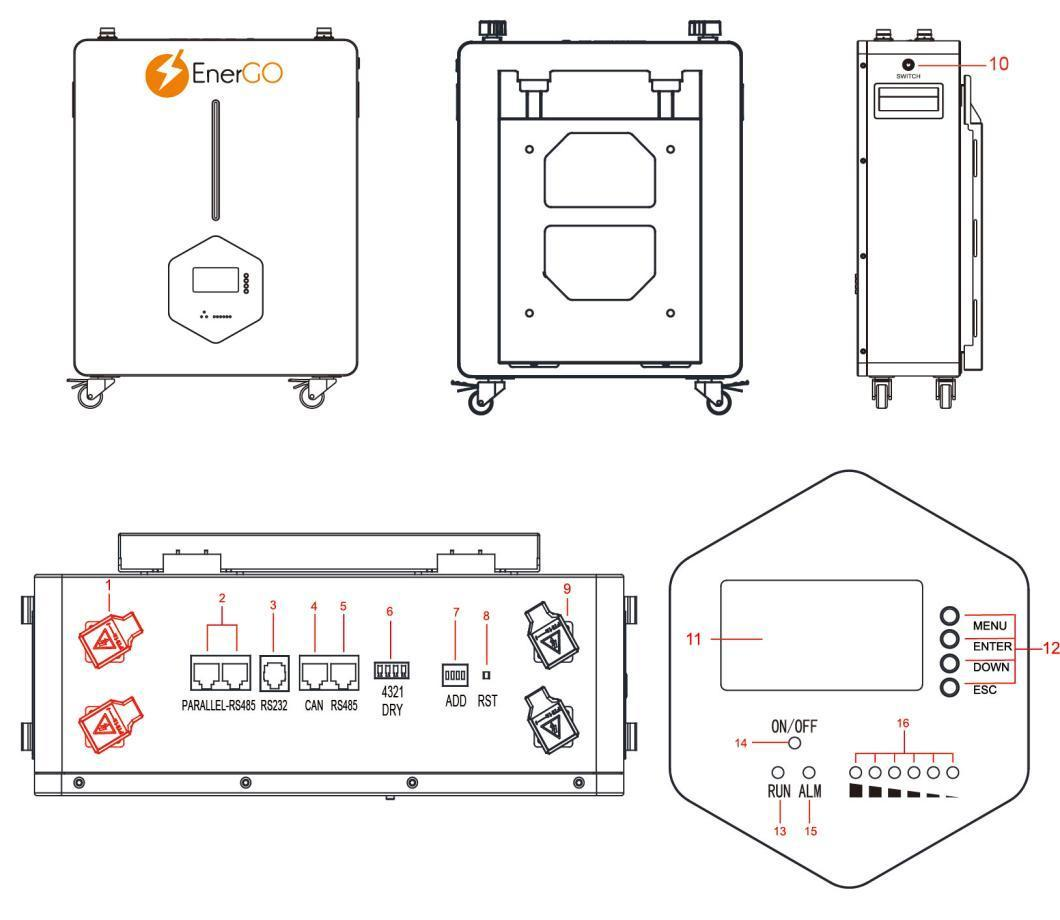 EnerGO
10
SWITCH
1
2
3
4
5
6
7
8
9
PARALLEL-RS485 RS232 CAN RS485
4321
DRY
ADD RST
11
MENU
ENTER
DOWN
ESC
12
ON/OFF
14
16
RUN ALM
13 15